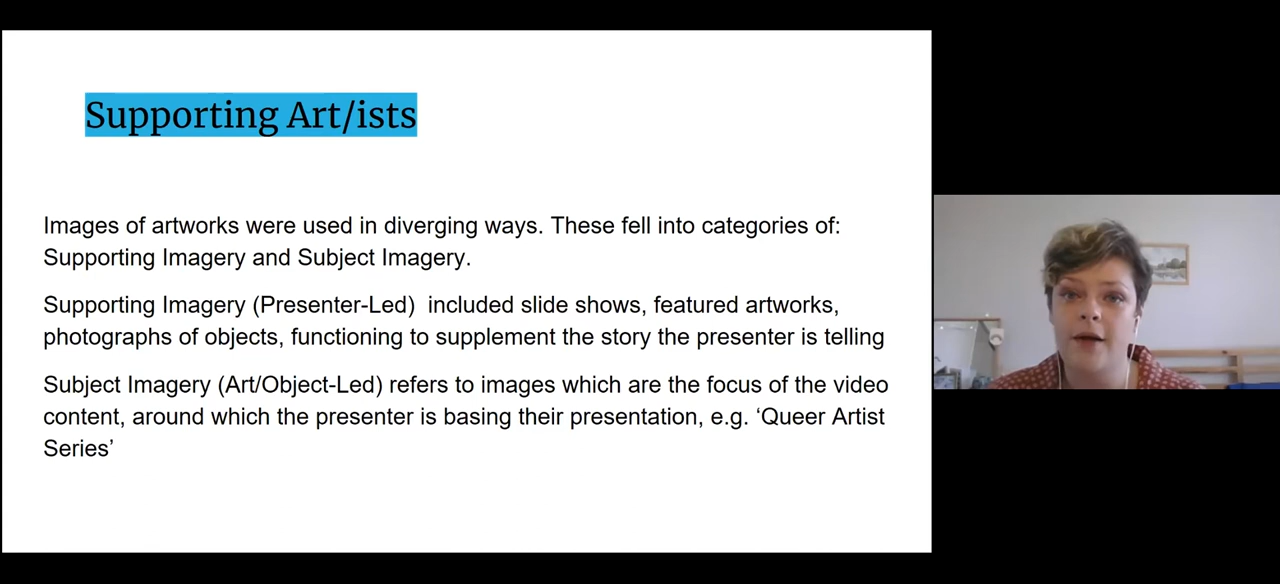 Supporting Art/ists
Images of artworks were used in diverging ways. These fell into categories of:
Supporting Imagery and Subject Imagery.
Supporting Imagery (Presenter-Led)  included slide shows, featured artworks,
photographs of objects, functioning to supplement the story the presenter is telling
Subject Imagery (Art/Object-Led) refers to images which are the focus of the video
content, around which the presenter is basing their presentation, e.g. ‘Queer Artist
Series’